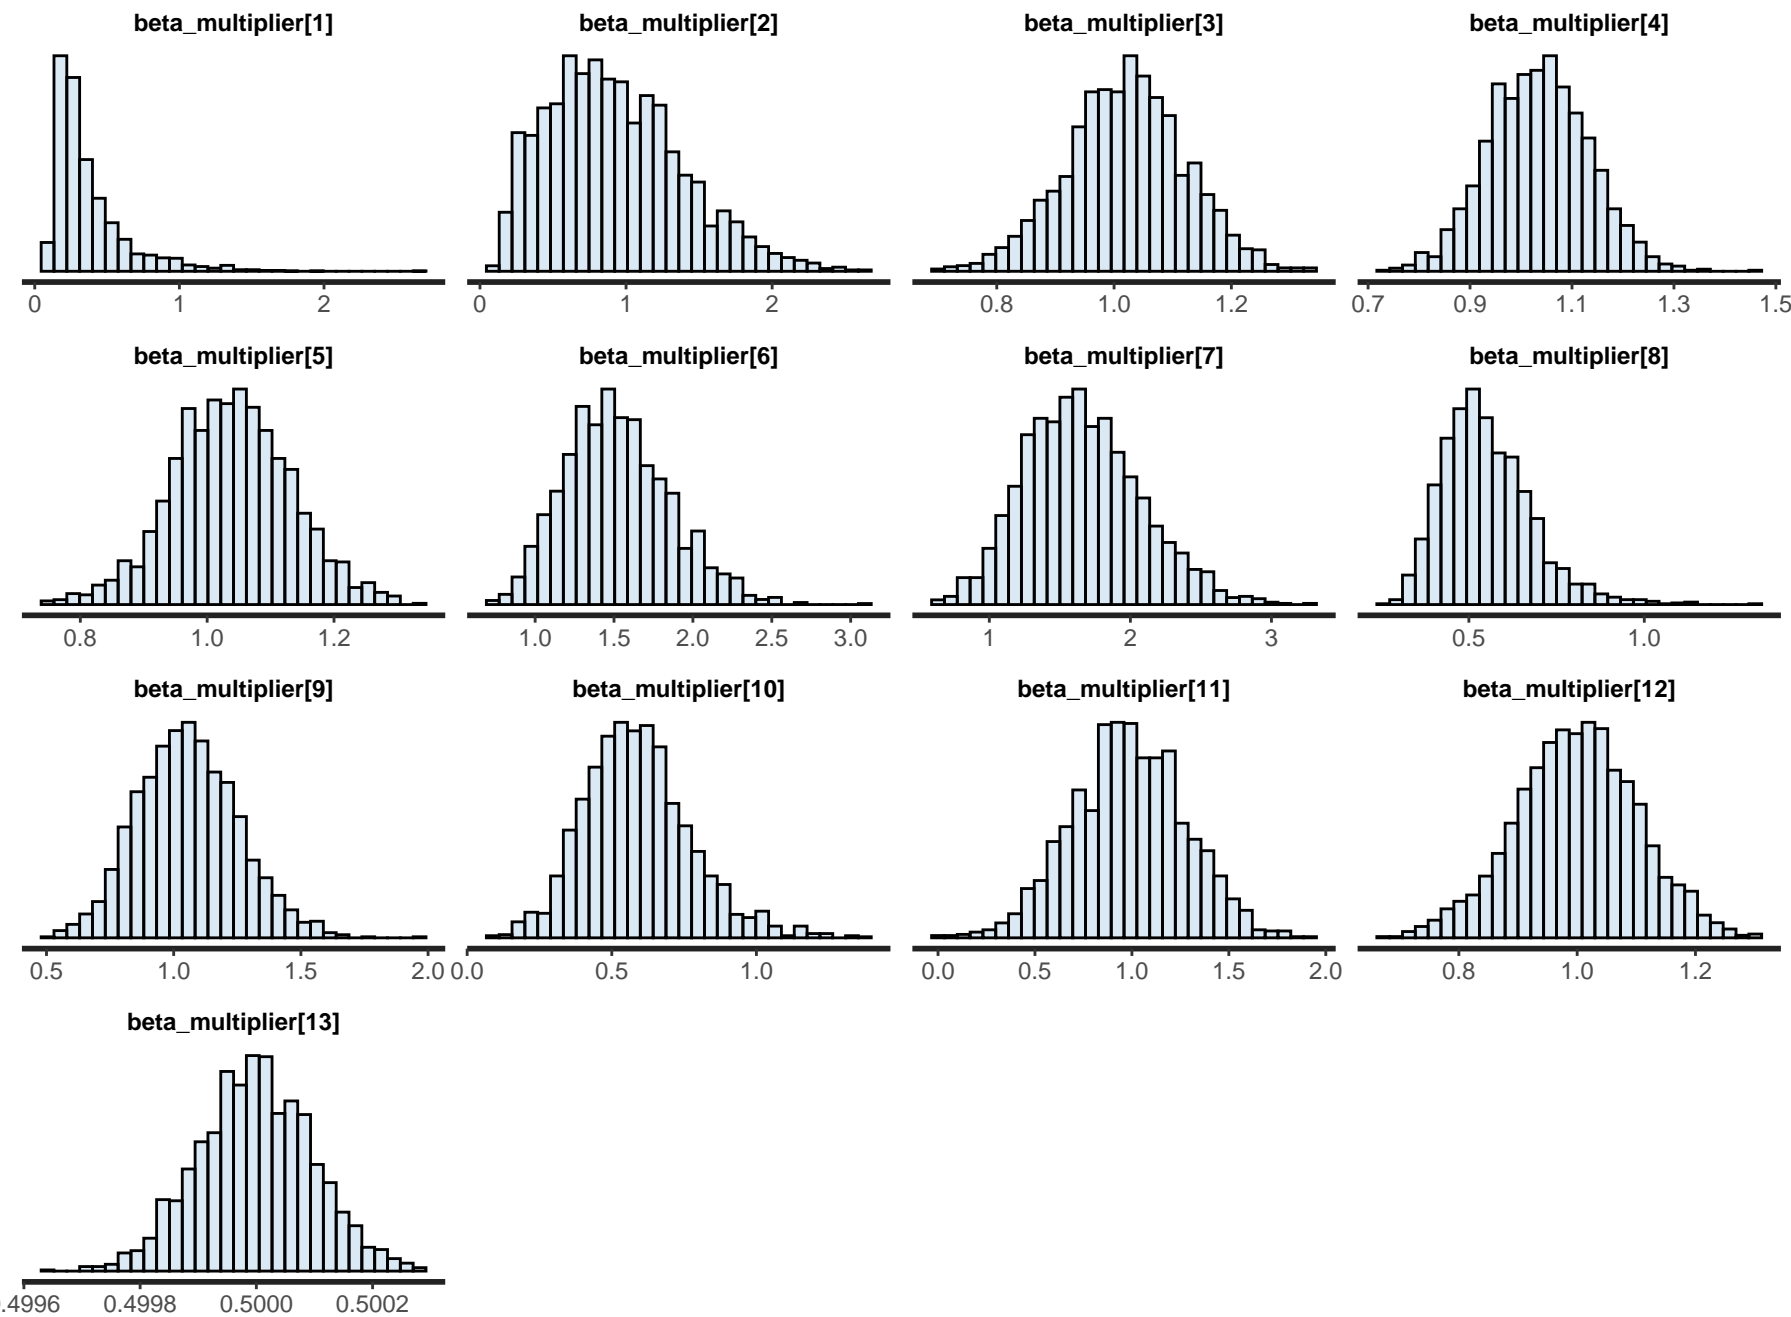 beta_multiplier[1] beta_multiplier[2] beta_multiplier[3] beta_multiplier[4]
0 1 2 0 1 2 0.8 1.0 1.2 0.7 0.9 1.1 1.3 1.5
beta_multiplier[5] beta_multiplier[6] beta_multiplier[7] beta_multiplier[8]
0.8 1.0 1.2 1.0 1.5 2.0 2.5 3.0 1 2 3 0.5 1.0
beta_multiplier[9] beta_multiplier[10] beta_multiplier[11] beta_multiplier[12]
0.5 1.0 1.5 2.0 0.0 0.5 1.0 0.0 0.5 1.0 1.5 2.0 0.8 1.0 1.2
beta_multiplier[13]
.4996 0.4998 0.5000 0.5002